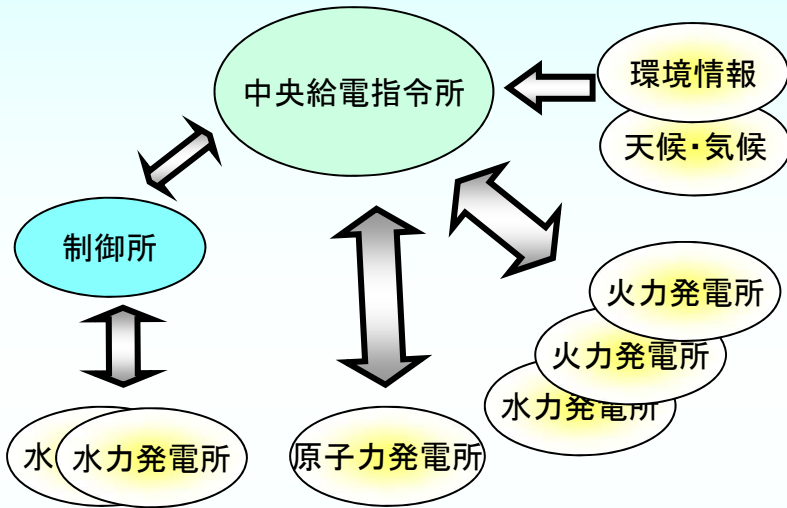 中央給電指令所
環境情報
天候・気候
制御所
火力発電所
火力発電所
水力発電所
水
水力発電所
原子力発電所